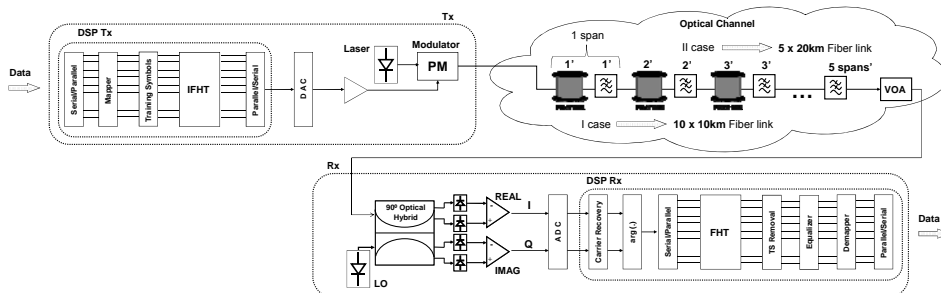 Tx
DSP Tx
Data
Serial/Parallel
Mapper
Training Symbols
IFHT
Parallel/Serial
DAC
Laser
Modulator
PM
Optical Channel
1 span
II case
5 x 20km Fiber link
1'
1'
2'
2'
3'
3'
5 spans'
...
VOA
I case
10 x 10km Fiber link
Rx
DSP Rx
90º Optical
Hybrid
LO
REAL
I
-
+
Q
-
+
IMAG
ADC
Carrier Recovery
arg(.)
Serial/Parallel
FHT
TS Removal
Equalizer
Demapper
Parallel/Serial
Data